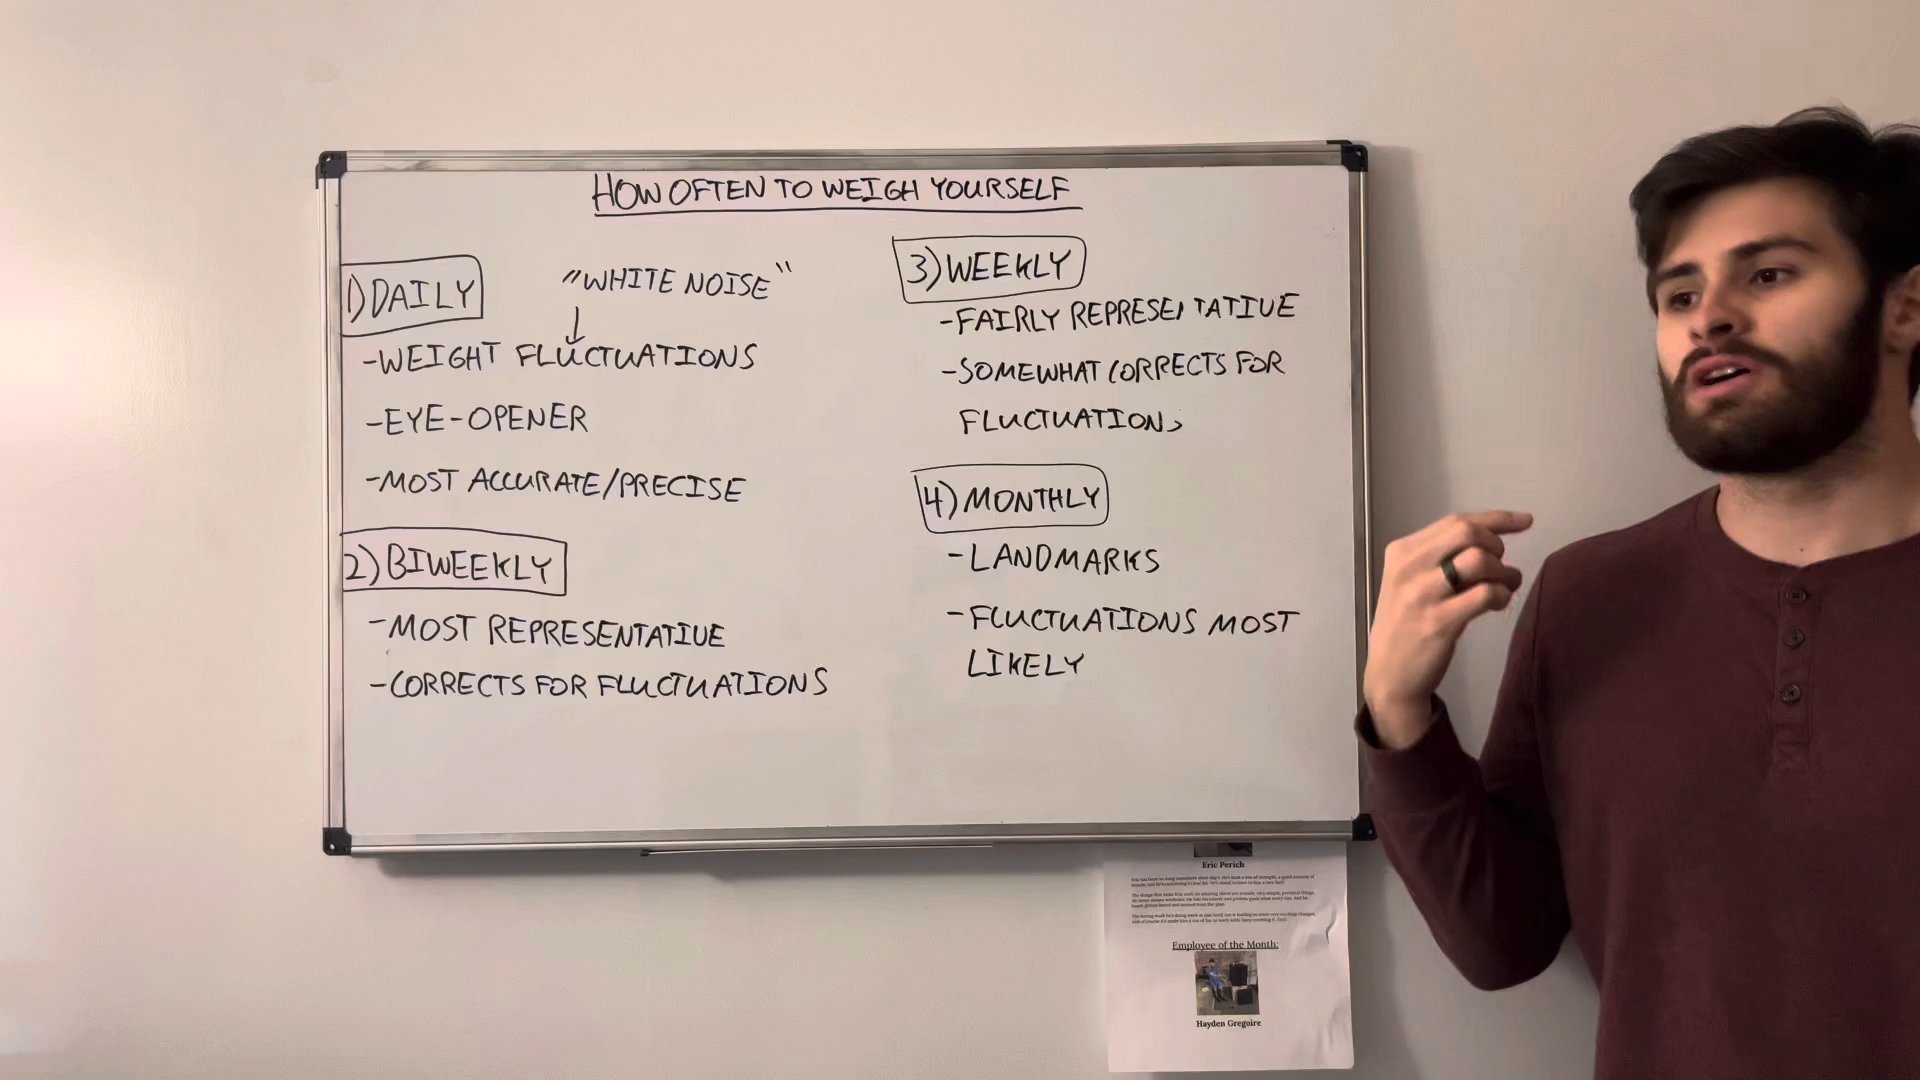 HOW OFTEN TO WEIGH YOURSELF
1) DAILY
"WHITE NOISE"
- WEIGHT FLUCTUATIONS
- EYE-OPENER
- MOST ACCURATE/PRECISE
2) BIWEEKLY
- MOST REPRESENTATIVE
- CORRECTS FOR FLUCTUATIONS
3) WEEKLY
- FAIRLY REPRESENTATIVE
- SOMEWHAT CORRECTS FOR
FLUCTUATIONS
4) MONTHLY
- LANDMARKS
- FLUCTUATIONS MOST
LIKELY
Eric Perich
Employee of the Month:
Hayden Gregoire